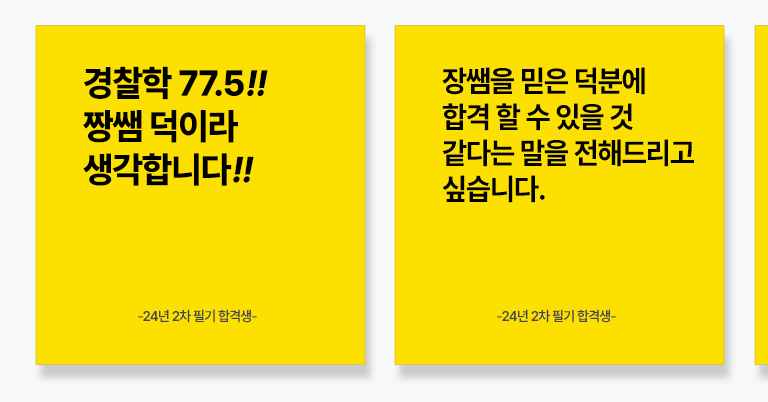 경찰학 77.5!!
짱쌤 덕이라
생각합니다!!
-24년 2차 필기 합격생-
장쌤을 믿은 덕분에
합격 할 수 있을 것
같다는 말을 전해드리고
싶습니다.
-24년 2차 필기 합격생-